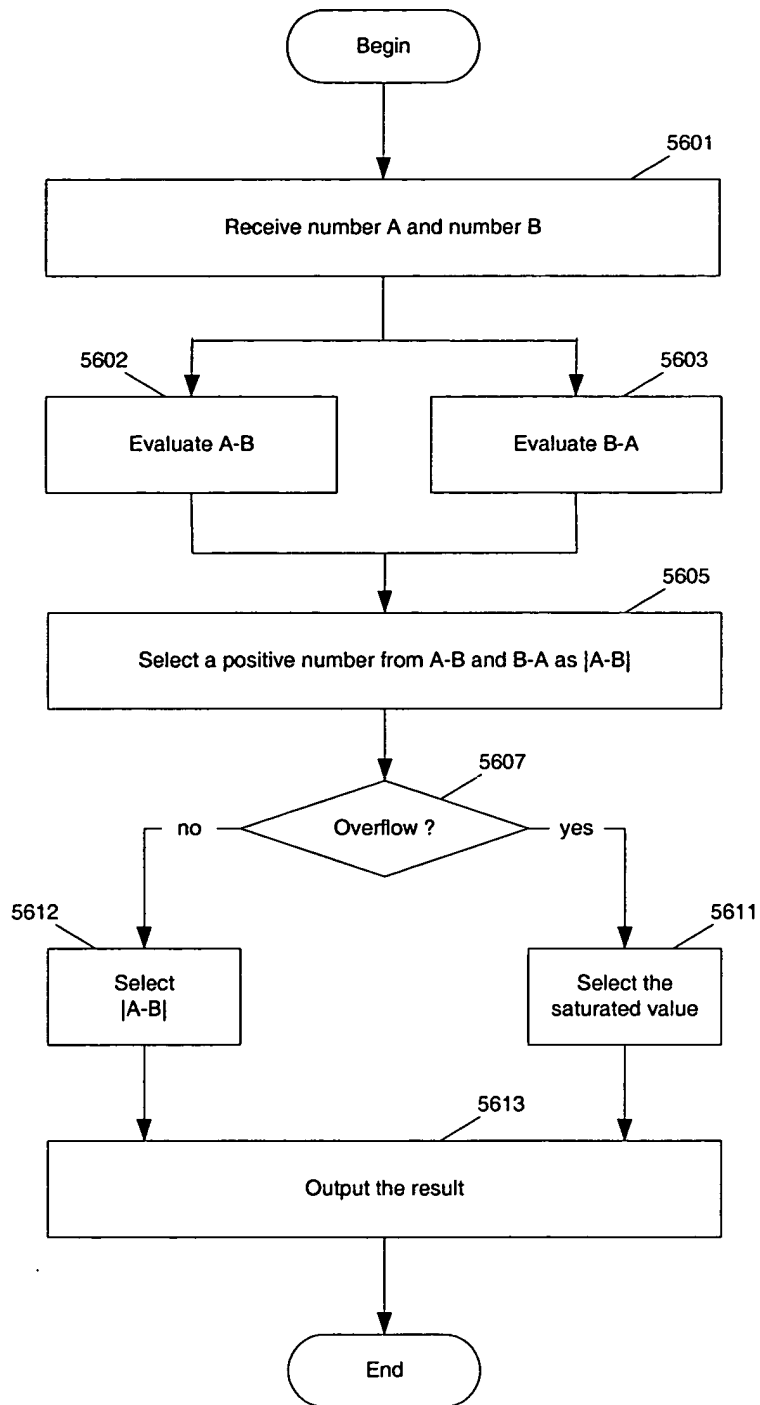 Begin
5601
Receive number A and number B
5602
5603
Evaluate A-B
Evaluate B-A
5605
Select a positive number from A-B and B-A as |A-B|
5607
no
Overflow ?
yes
5612
5611
Select
|A-B|
Select the
saturated value
5613
Output the result
End